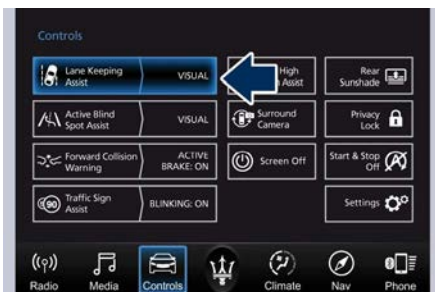 Controls
Lane Keeping
Assist
VISUAL
High
Assist
Rear
Sunshade
Active Blind
Spot Assist
VISUAL
Surround
Camera
Privacy
Lock
Forward Collision
Warning
ACTIVE
BRAKE: ON
Screen Off
Start & Stop
Off
90
Traffic Sign
Assist
BLINKING: ON
Settings
Radio
Media
Controls
Climate
Nav
Phone